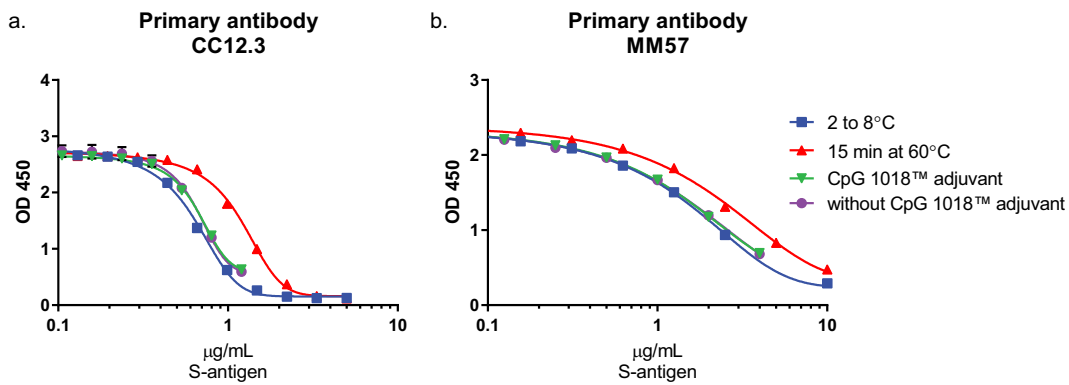 a.
Primary antibody
CC12.3
OD 450
4
3
2
1
0
0.1
1
10
μg/mL
S-antigen
b.
Primary antibody
MM57
OD 450
3
2
1
0
0.1
1
10
μg/mL
S-antigen
2 to 8°C
15 min at 60°C
CpG 1018™ adjuvant
without CpG 1018™ adjuvant